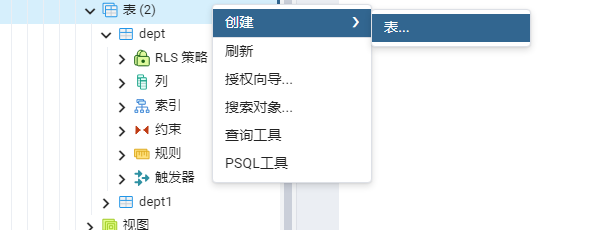 表 (2)
dept
RLS 策略
列
索引
约束
规则
触发器
dept1
视图
创建
刷新
授权向导...
搜索对象...
查询工具
PSQL工具
表...